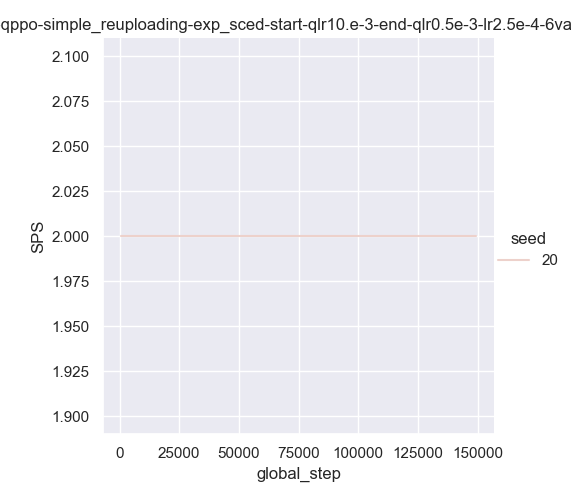 qppo-simple_reuploading-exp_sced-start-qlr10.e-3-end-qlr0.5e-3-lr2.5e-4-6va
2.100
2.075
2.050
2.025
2.000
1.975
1.950
1.925
1.900
SPS
0 25000 50000 75000 100000 125000 150000
global_step
seed
20